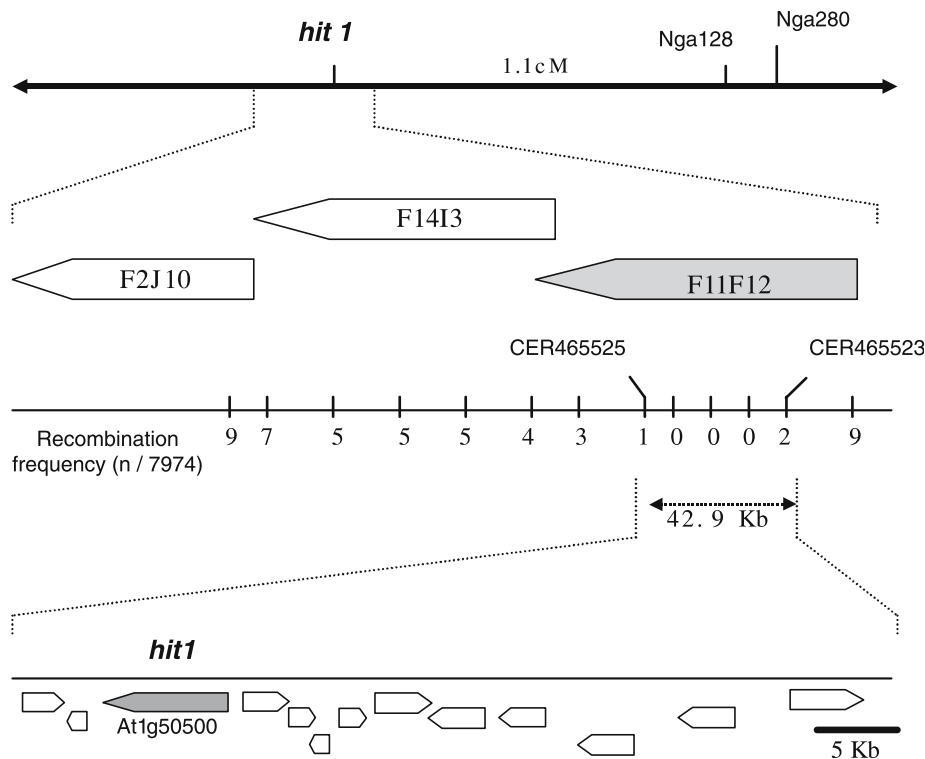 hit 1
Nga128
Nga280
1.1cM
F14I3
F2J10
F11F12
CER465525
CER465523
Recombination
frequency (n / 7974)
9 7 5 5 5 4 3 1 0 0 0 2 9
42. 9 Kb
hit1
At1g50500
5 Kb